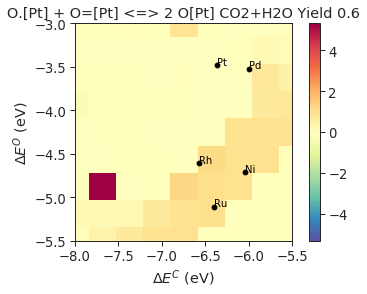 O.[Pt] + O=[Pt] <=> 2 O[Pt] CO2+H2O Yield 0.6
−3.0
−3.5
−4.0
−4.5
−5.0
−5.5
ΔE^O (eV)
Pt
Pd
Rh
Ni
Ru
−8.0 −7.5 −7.0 −6.5 −6.0 −5.5
ΔE^C (eV)
4
2
0
−2
−4